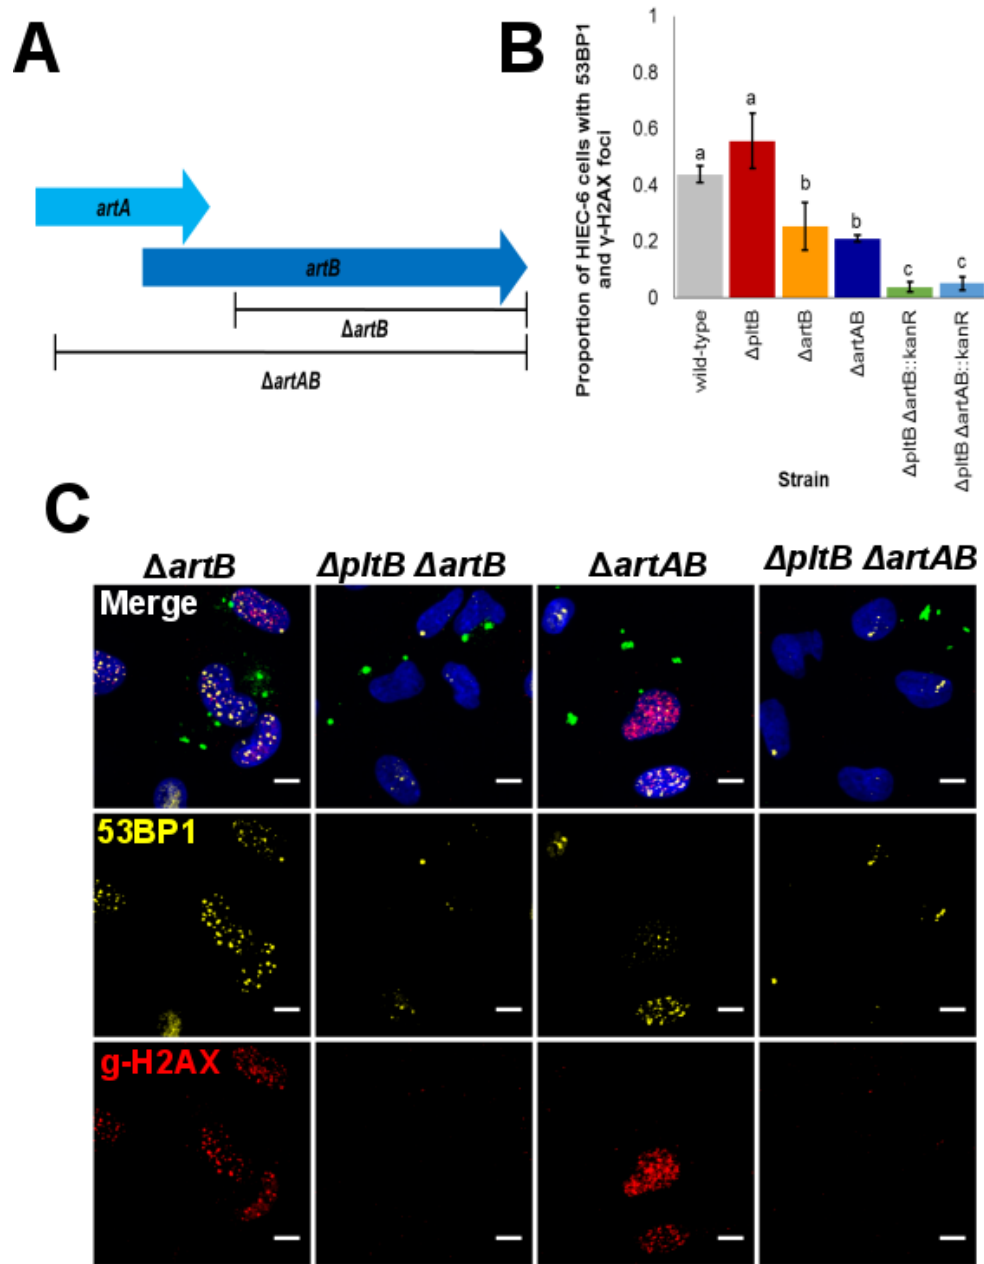 A
artA
artB
ΔartB
ΔartAB
B
Proportion of HIEC-6 cells with 53BP1
and γ-H2AX foci
1
0.8
0.6
0.4
0.2
0
a
a
b
b
c
c
wild-type
ΔpltB
ΔartB
ΔartAB
ΔpltB ΔartB::kanR
ΔpltB ΔartAB::kanR
Strain
C
ΔartB
ΔpltB ΔartB
ΔartAB
ΔpltB ΔartAB
Merge
53BP1
g-H2AX